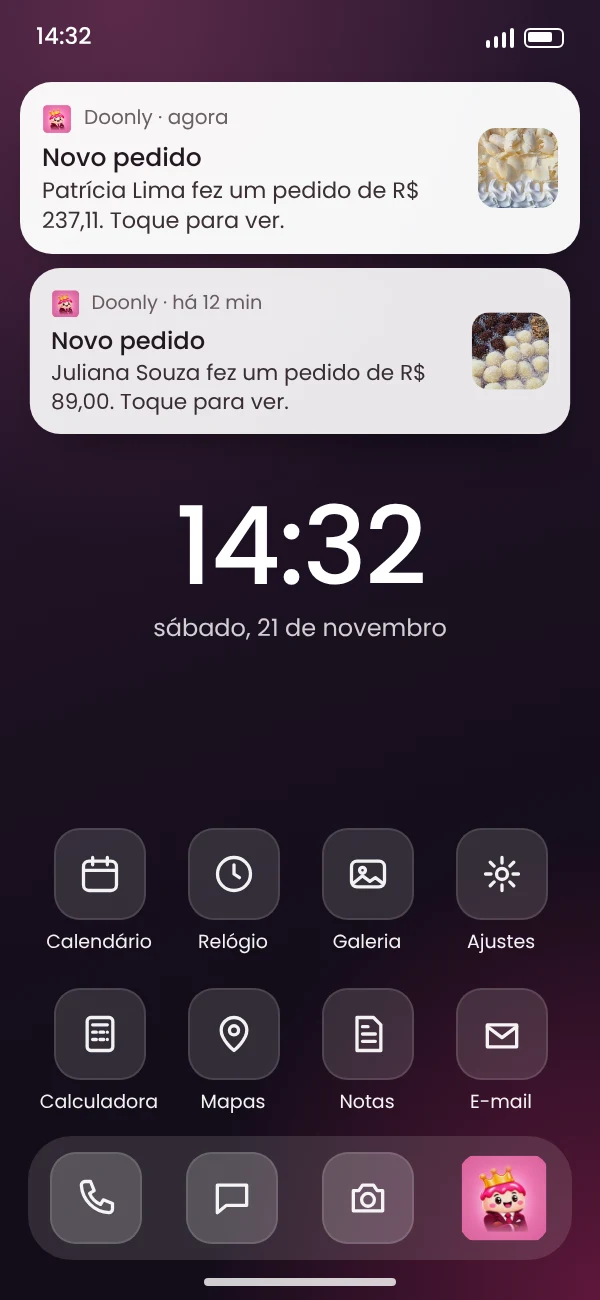 14:32
Doonly · agora
Novo pedido
Patrícia Lima fez um pedido de R$
237,11. Toque para ver.
Doonly · há 12 min
Novo pedido
Juliana Souza fez um pedido de R$
89,00. Toque para ver.
14:32
sábado, 21 de novembro
Calendário Relógio Galeria Ajustes
Calculadora Mapas Notas E-mail